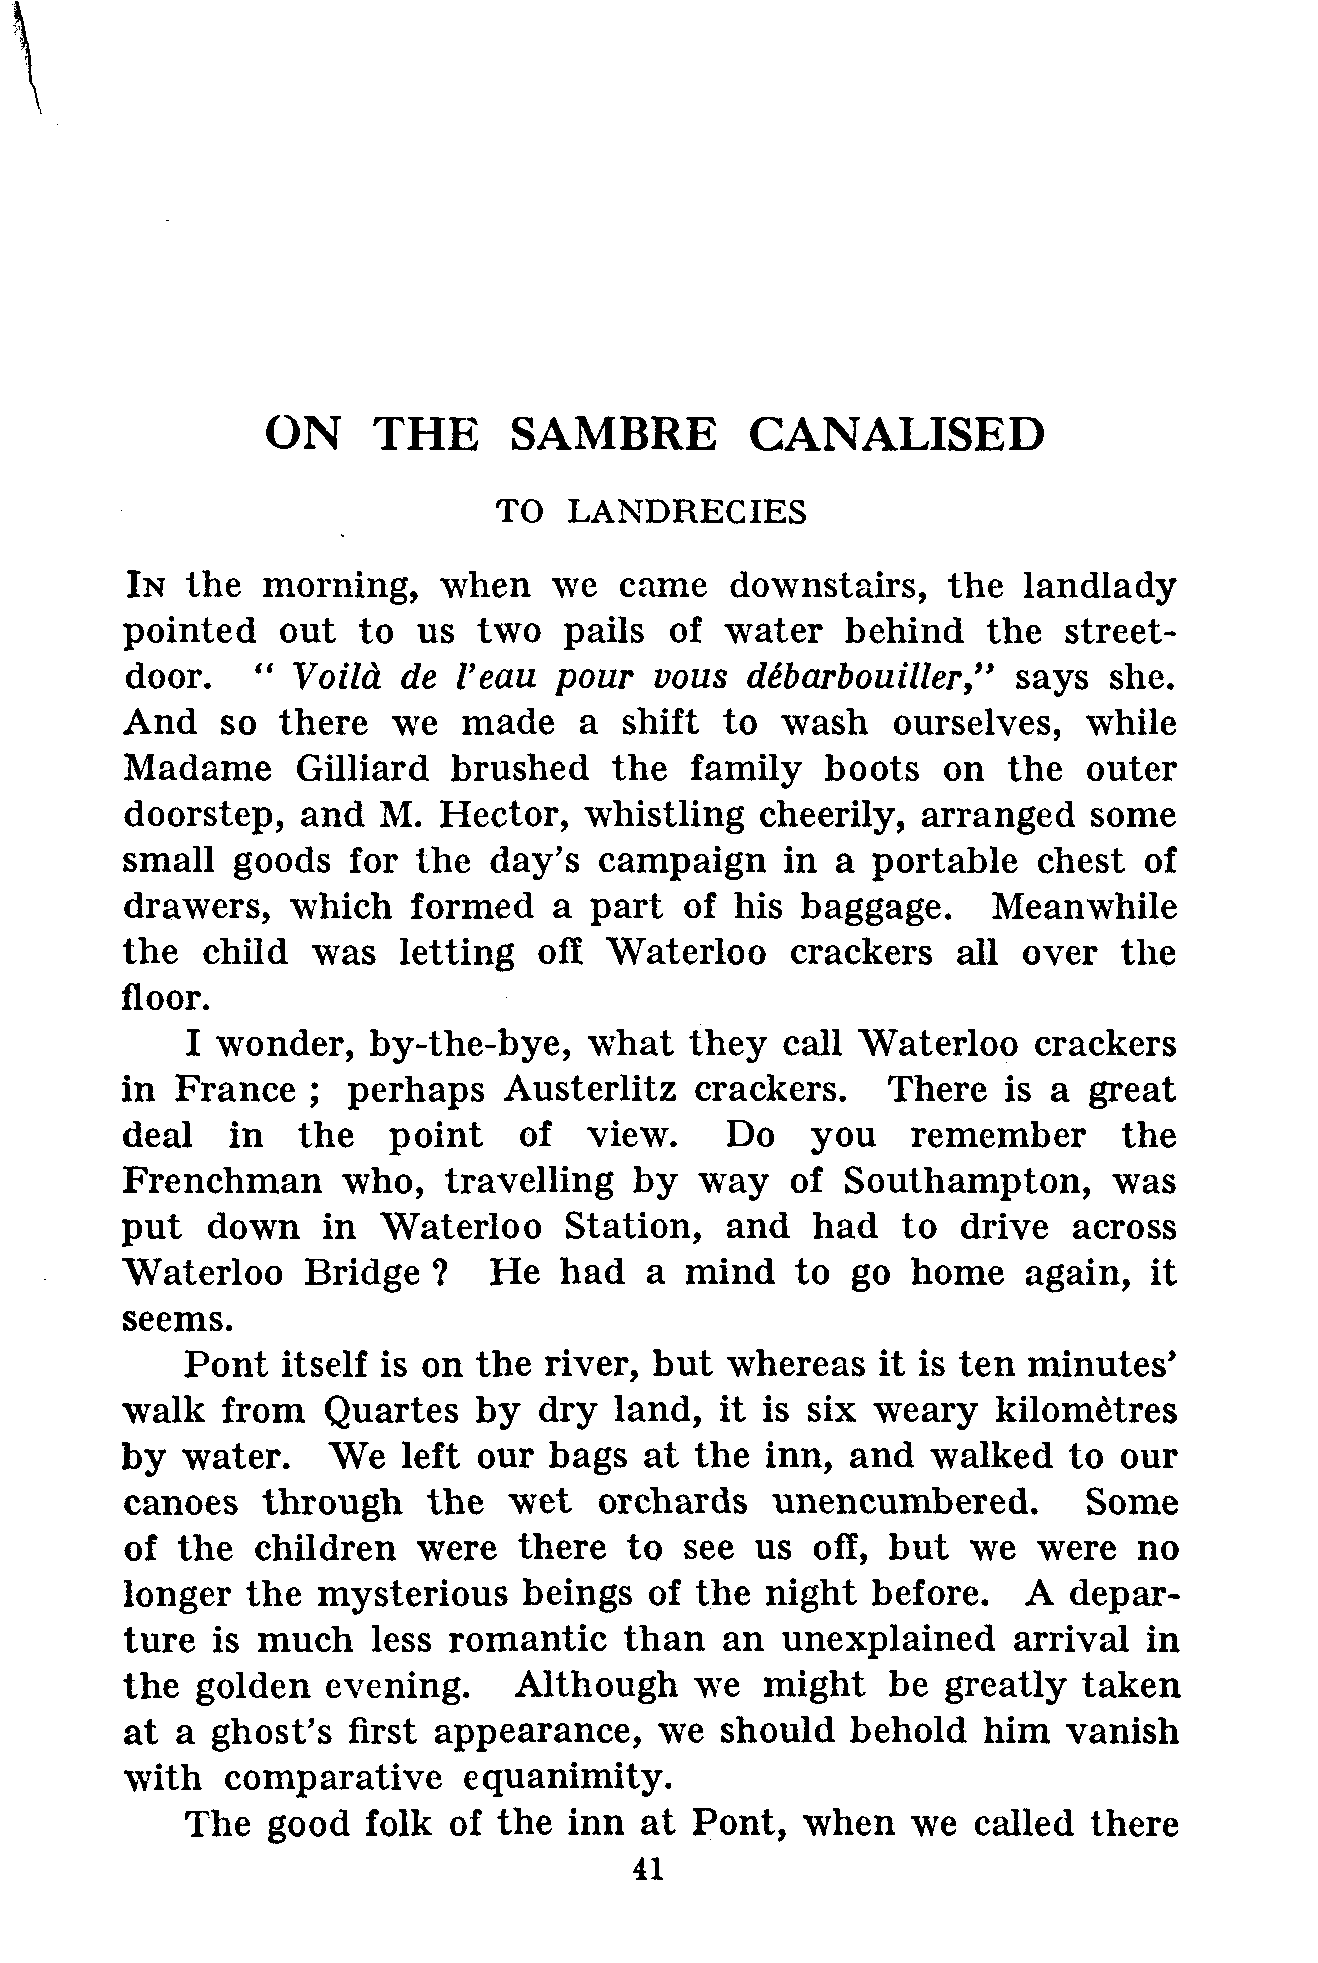 ON THE SAMBRE CANALISED
TO LANDRECIES
In the morning, when we came downstairs, the landlady
pointed out to us two pails of water behind the street-
door. “ Voilà de l’eau pour vous débarbouiller,” says she.
And so there we made a shift to wash ourselves, while
Madame Gilliard brushed the family boots on the outer
doorstep, and M. Hector, whistling cheerily, arranged some
small goods for the day’s campaign in a portable chest of
drawers, which formed a part of his baggage. Meanwhile
the child was letting off Waterloo crackers all over the
floor.
I wonder, by-the-bye, what they call Waterloo crackers
in France ; perhaps Austerlitz crackers. There is a great
deal in the point of view. Do you remember the
Frenchman who, travelling by way of Southampton, was
put down in Waterloo Station, and had to drive across
Waterloo Bridge ? He had a mind to go home again, it
seems.
Pont itself is on the river, but whereas it is ten minutes’
walk from Quartes by dry land, it is six weary kilomètres
by water. We left our bags at the inn, and walked to our
canoes through the wet orchards unencumbered. Some
of the children were there to see us off, but we were no
longer the mysterious beings of the night before. A depar-
ture is much less romantic than an unexplained arrival in
the golden evening. Although we might be greatly taken
at a ghost’s first appearance, we should behold him vanish
with comparative equanimity.
The good folk of the inn at Pont, when we called there
41